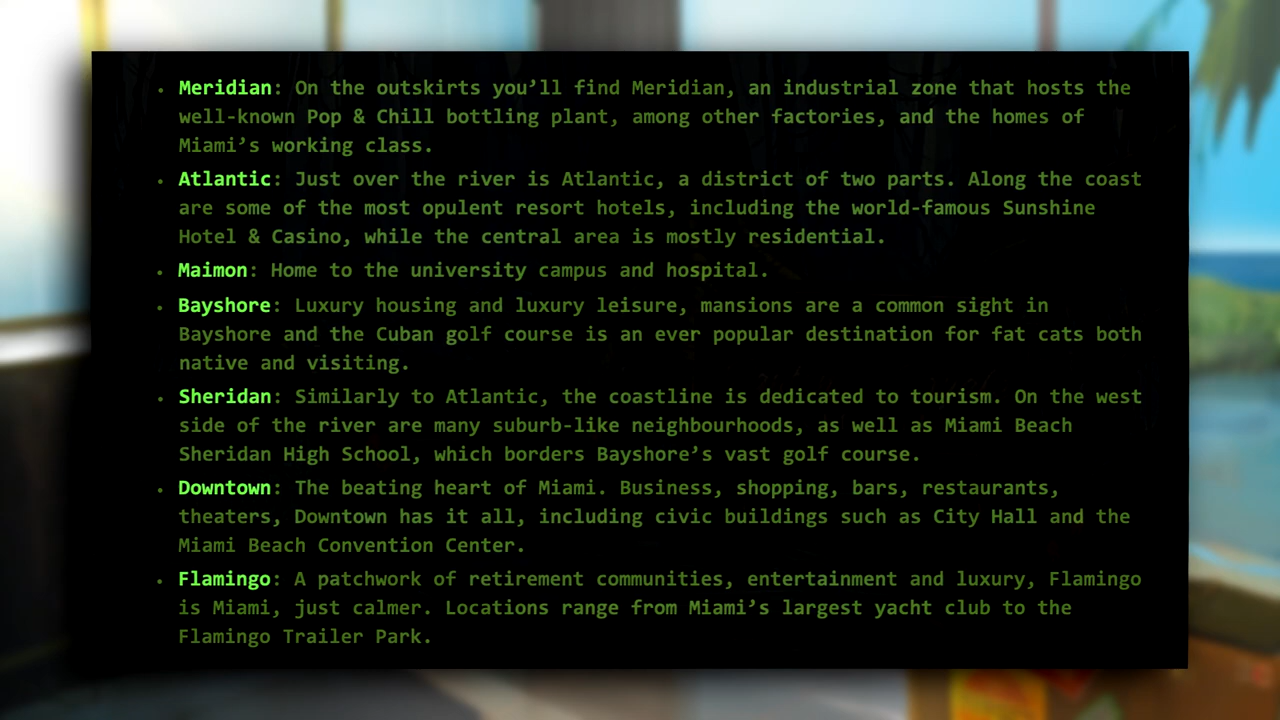 • Meridian: On the outskirts you’ll find Meridian, an industrial zone that hosts the
well-known Pop & Chill bottling plant, among other factories, and the homes of
Miami’s working class.
• Atlantic: Just over the river is Atlantic, a district of two parts. Along the coast
are some of the most opulent resort hotels, including the world-famous Sunshine
Hotel & Casino, while the central area is mostly residential.
• Maimon: Home to the university campus and hospital.
• Bayshore: Luxury housing and luxury leisure, mansions are a common sight in
Bayshore and the Cuban golf course is an ever popular destination for fat cats both
native and visiting.
• Sheridan: Similarly to Atlantic, the coastline is dedicated to tourism. On the west
side of the river are many suburb-like neighbourhoods, as well as Miami Beach
Sheridan High School, which borders Bayshore’s vast golf course.
• Downtown: The beating heart of Miami. Business, shopping, bars, restaurants,
theaters, Downtown has it all, including civic buildings such as City Hall and the
Miami Beach Convention Center.
• Flamingo: A patchwork of retirement communities, entertainment and luxury, Flamingo
is Miami, just calmer. Locations range from Miami’s largest yacht club to the
Flamingo Trailer Park.